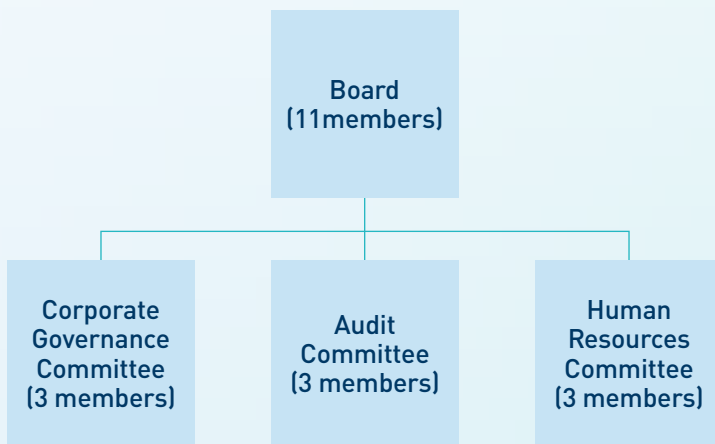 Board
(11members)
Corporate
Governance
Committee
(3 members)
Audit
Committee
(3 members)
Human
Resources
Committee
(3 members)